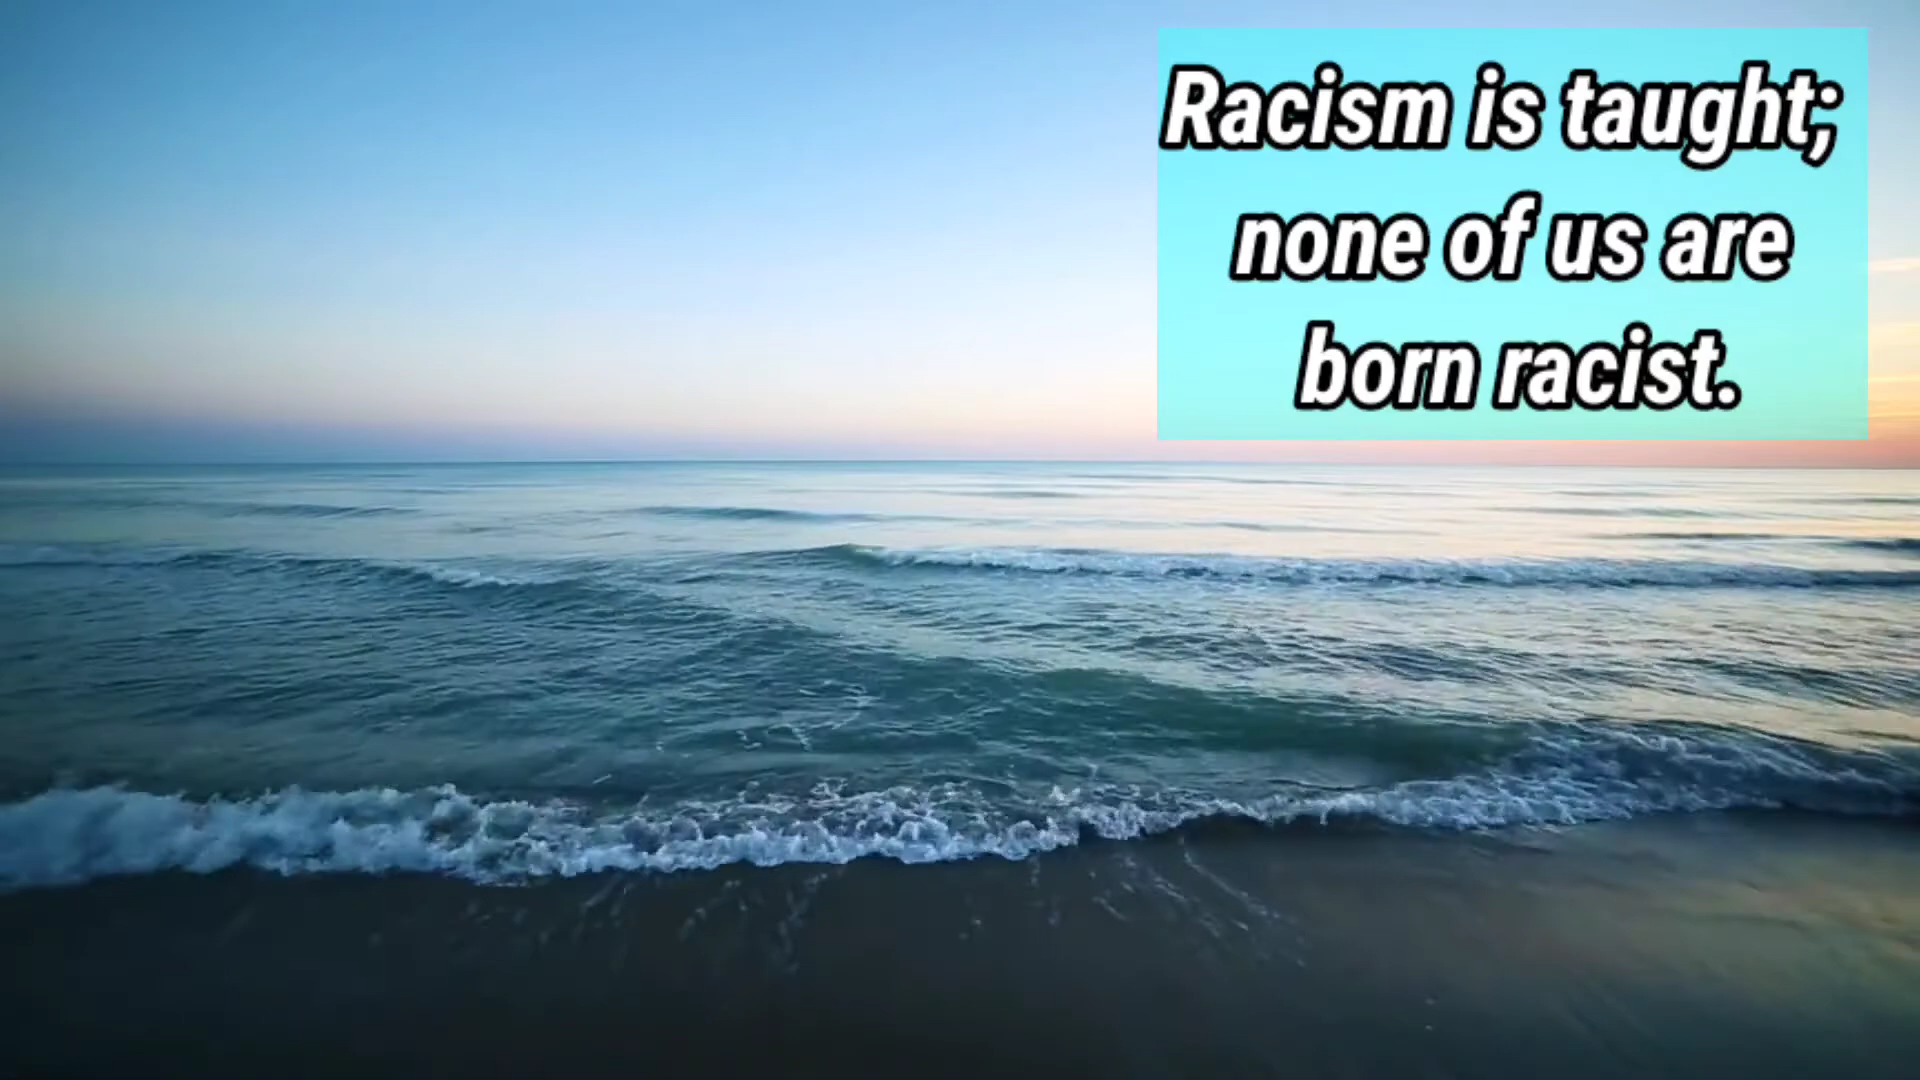 Racism is taught;
none of us are
born racist.